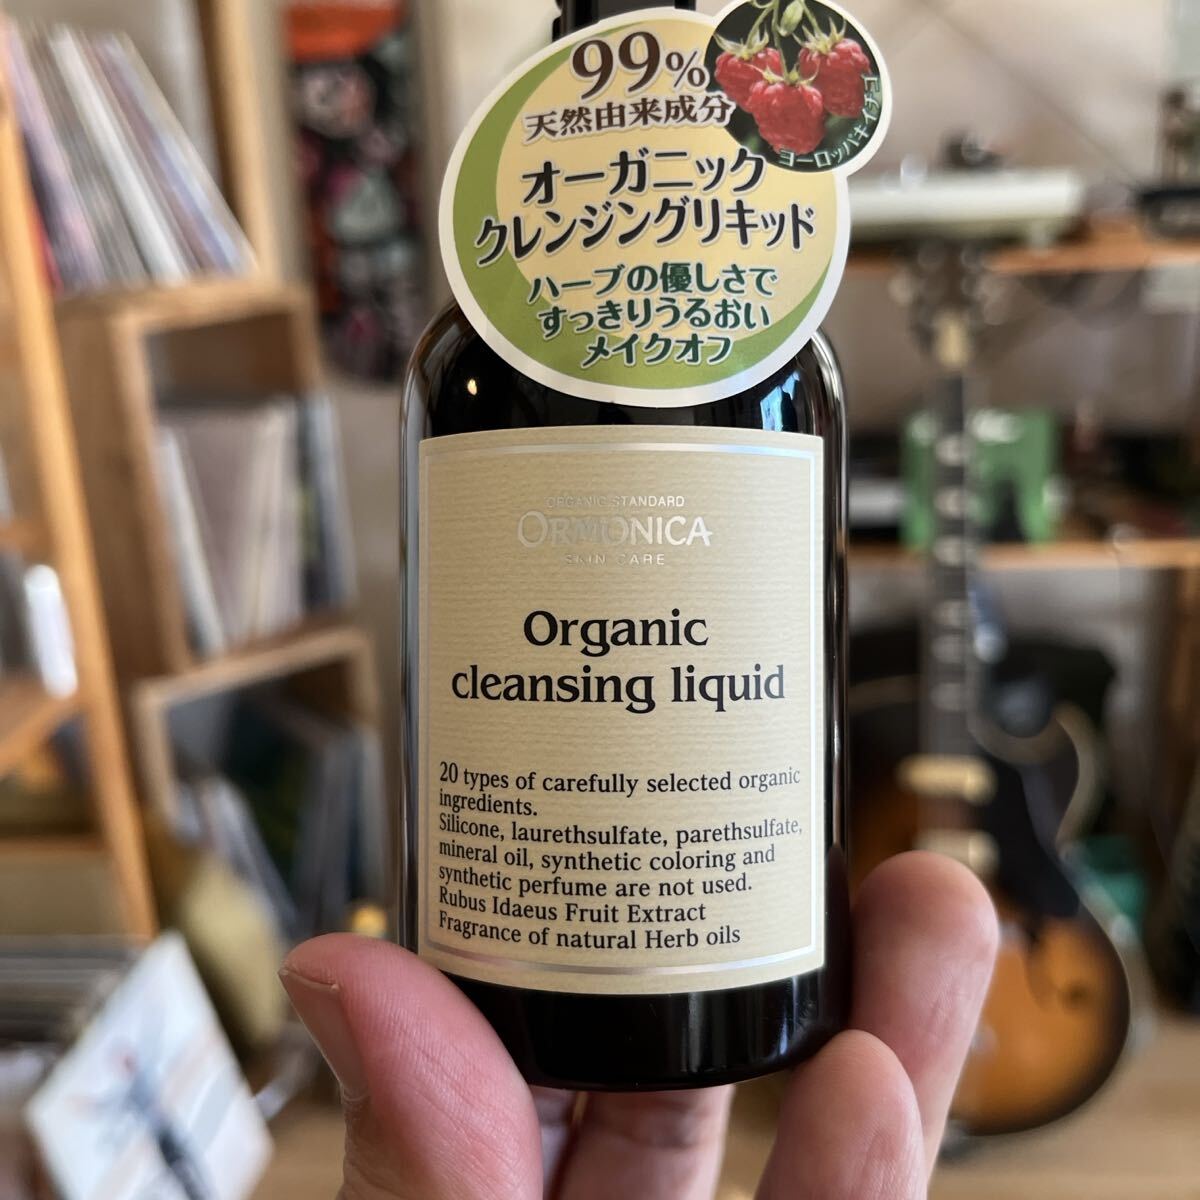 99%
天然由来成分
ヨーロッパキイチゴ
オーガニック
クレンジングリキッド
ハーブの優しさで
すっきりうるおい
メイクオフ
ORGANIC STANDARD
ORMONICA
SKIN CARE
Organic
cleansing liquid
20 types of carefully selected organic
ingredients.
Silicone, laurethsulfate, parethsulfate,
mineral oil, synthetic coloring and
synthetic perfume are not used.
Rubus Idaeus Fruit Extract
Fragrance of natural Herb oils